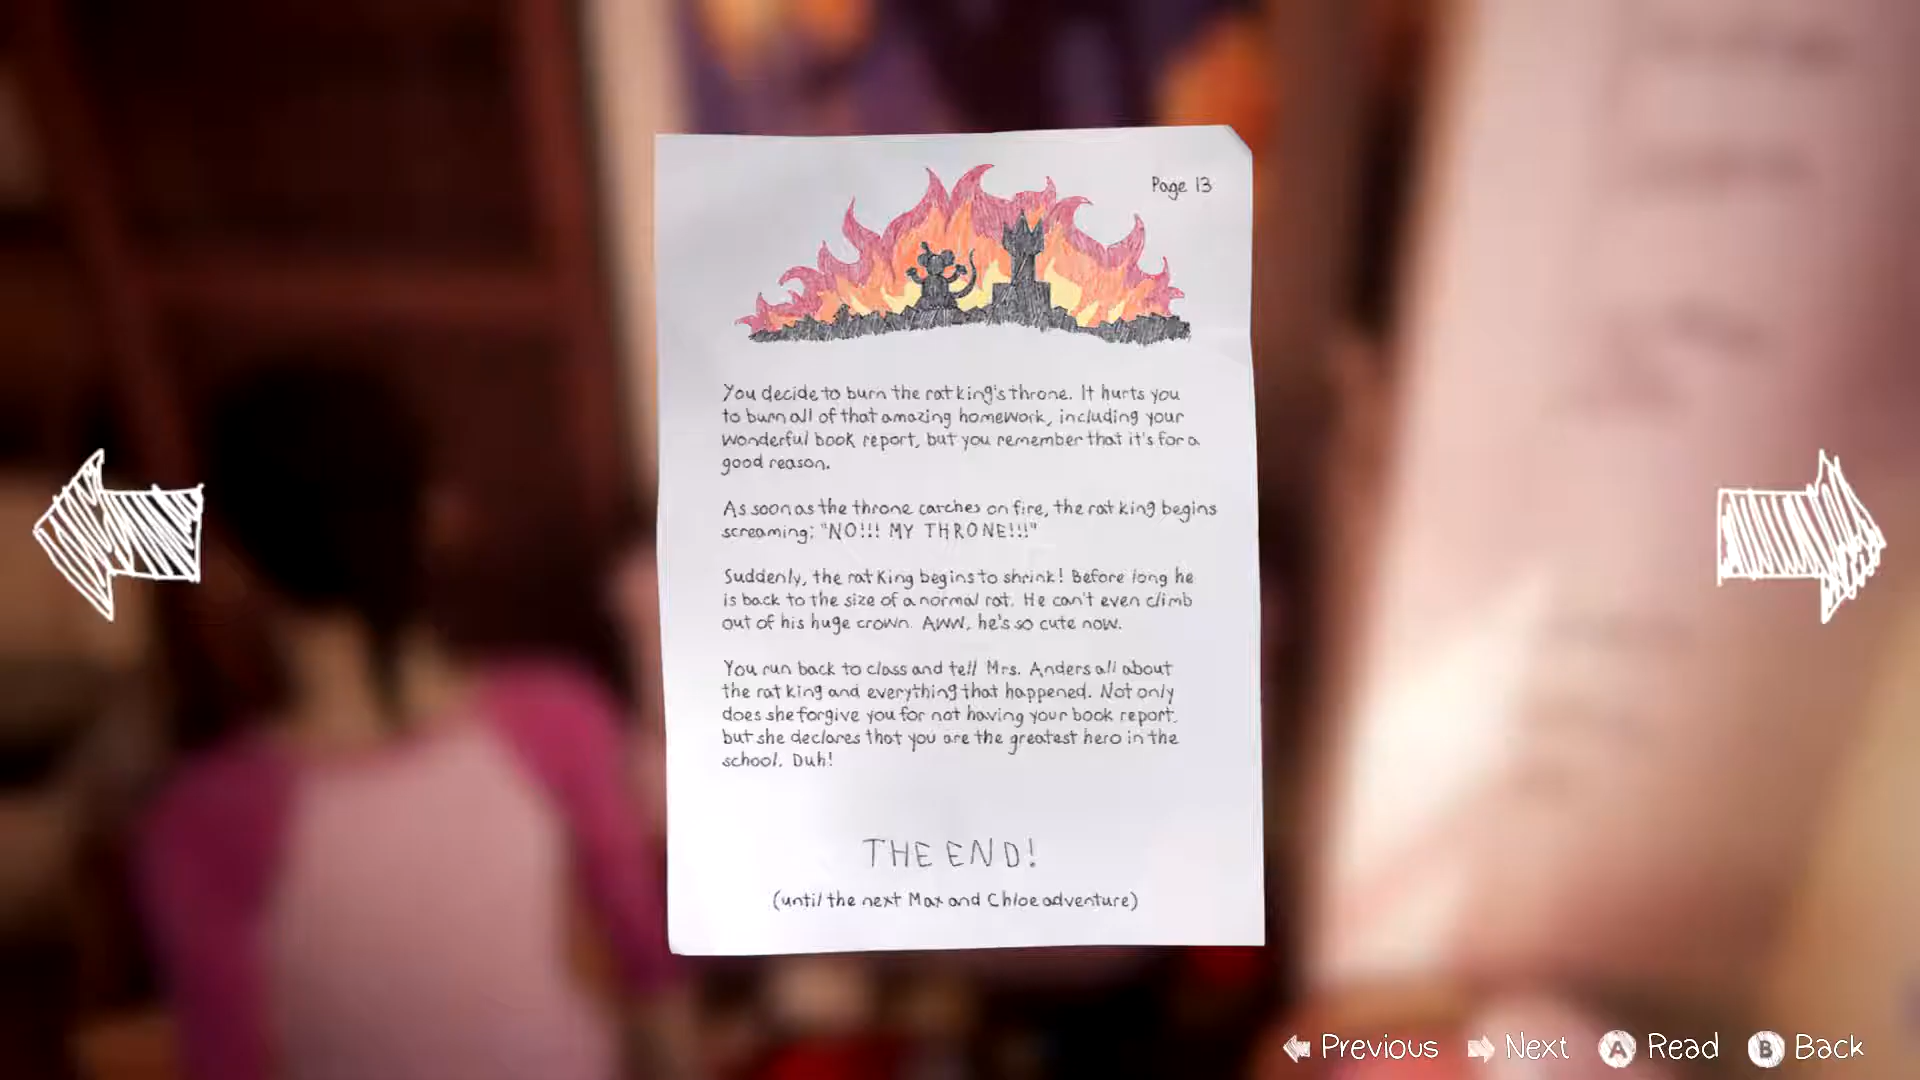 Page 13
You decide to burn the rat king's throne. It hurts you
to burn all of that amazing homework, including your
wonderful book report, but you remember that it's for a
good reason.
As soon as the throne catches on fire, the rat king begins
screaming: "NO!!! MY THRONE!!!"
Suddenly, the rat king begins to shrink! Before long he
is back to the size of a normal rat. He can't even climb
out of his huge crown. AWW, he's so cute now.
You run back to class and tell Mrs. Anders all about
the rat king and everything that happened. Not only
does she forgive you for not having your book report,
but she declares that you are the greatest hero in the
school. Duh!
THE END!
(until the next Max and Chloe adventure)
Previous Next A Read B Back